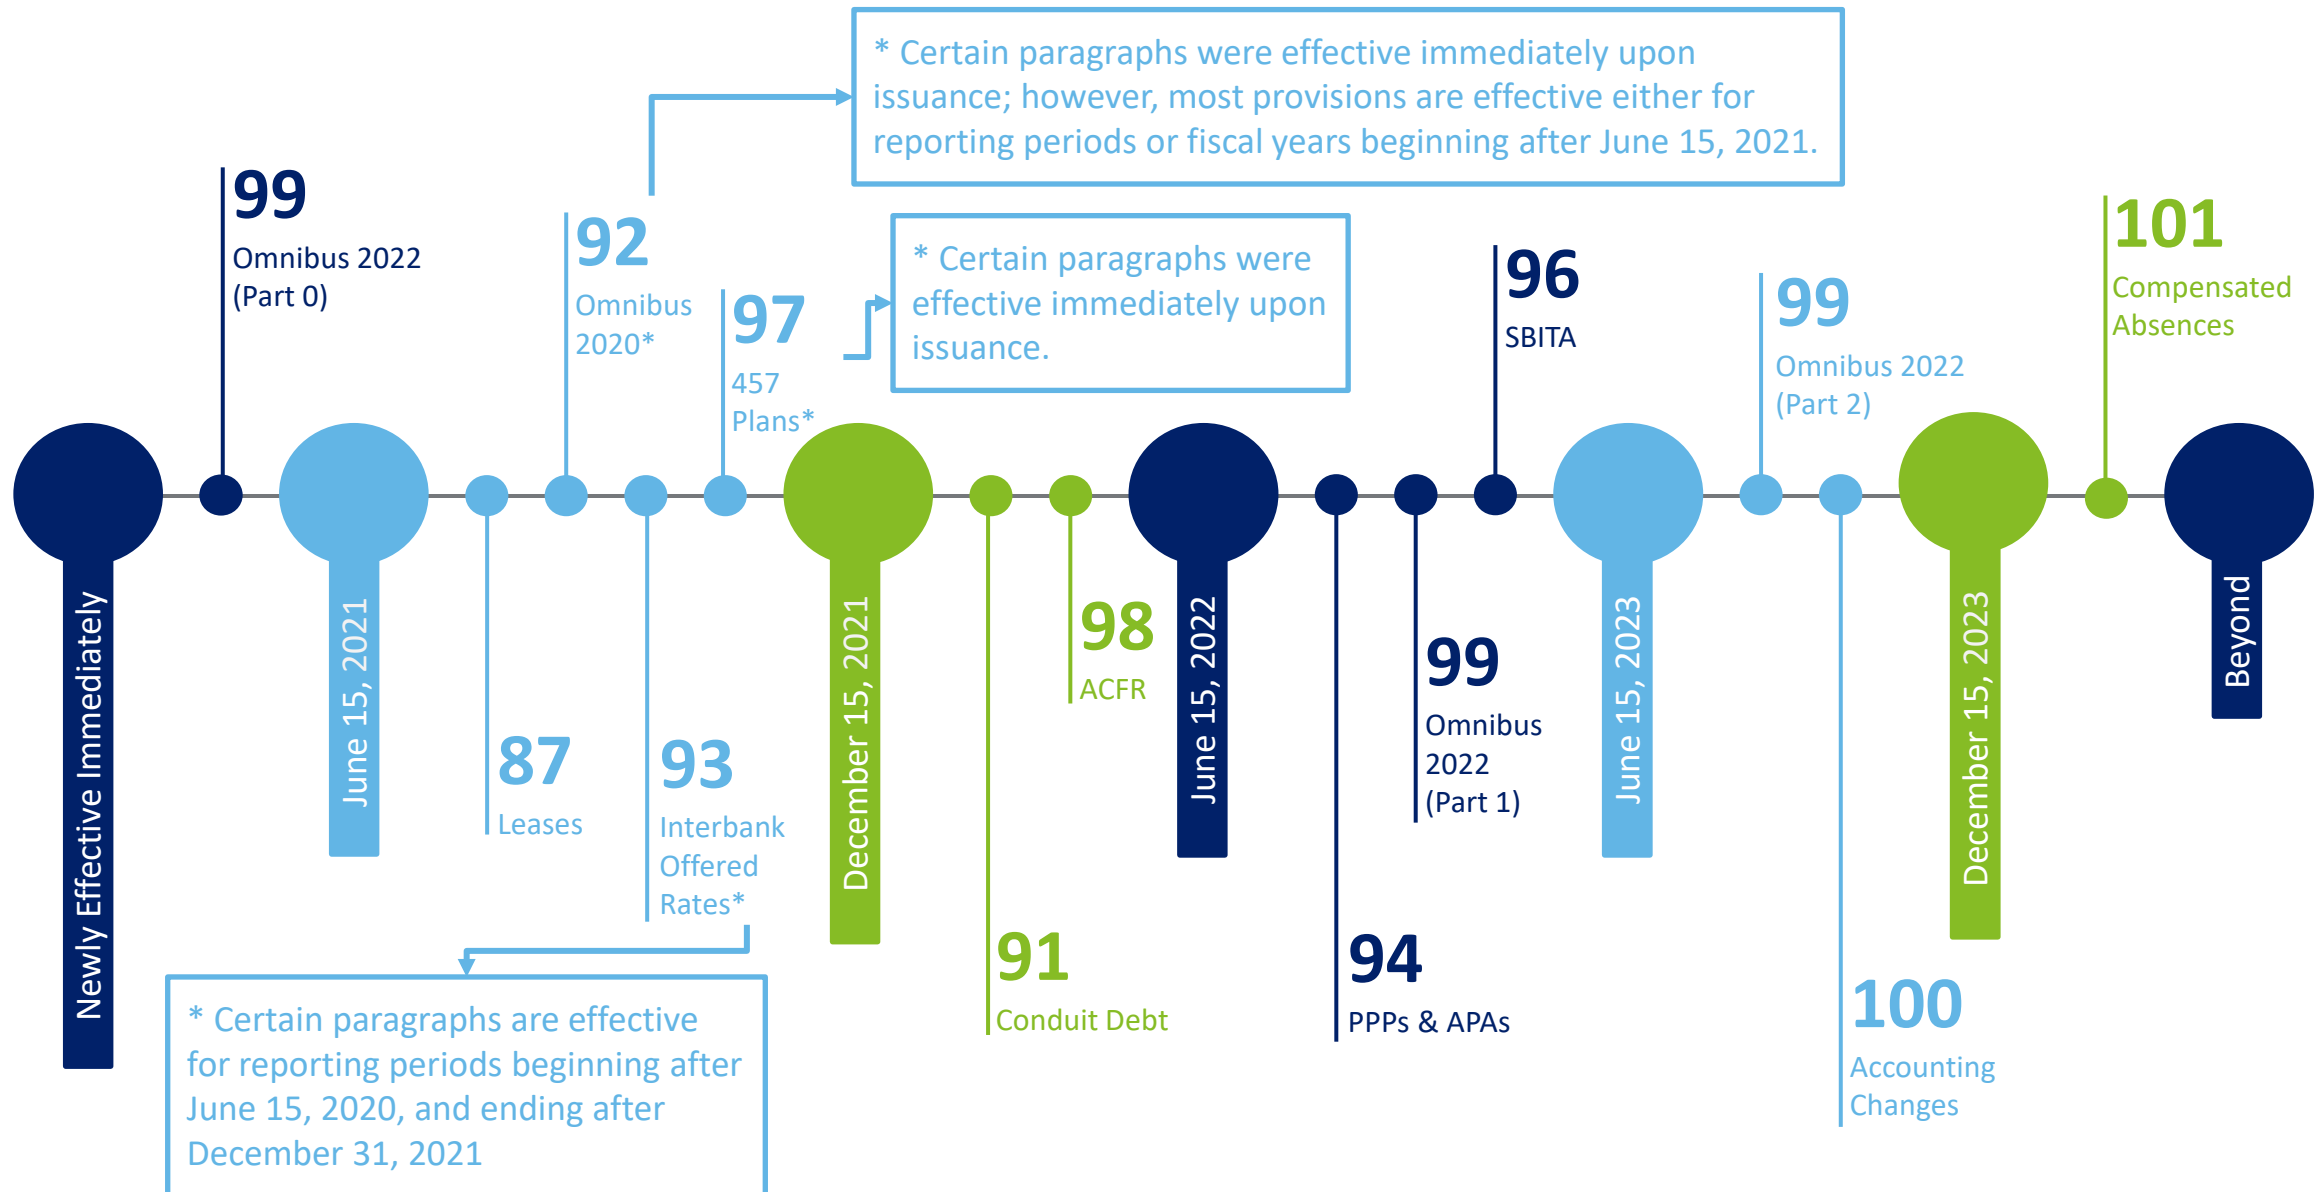 * Certain paragraphs were effective immediately upon
issuance; however, most provisions are effective either for
reporting periods or fiscal years beginning after June 15, 2021.
99
Omnibus 2022
(Part 0)
92
Omnibus
2020*
97
457
Plans*
* Certain paragraphs were
effective immediately upon
issuance.
96
SBITA
99
Omnibus 2022
(Part 2)
101
Compensated
Absences
Newly Effective Immediately
June 15, 2021
December 15, 2021
June 15, 2022
June 15, 2023
December 15, 2023
Beyond
87
Leases
93
Interbank
Offered
Rates*
98
ACFR
91
Conduit Debt
99
Omnibus
2022
(Part 1)
94
PPPs & APAs
100
Accounting
Changes
* Certain paragraphs are effective
for reporting periods beginning after
June 15, 2020, and ending after
December 31, 2021